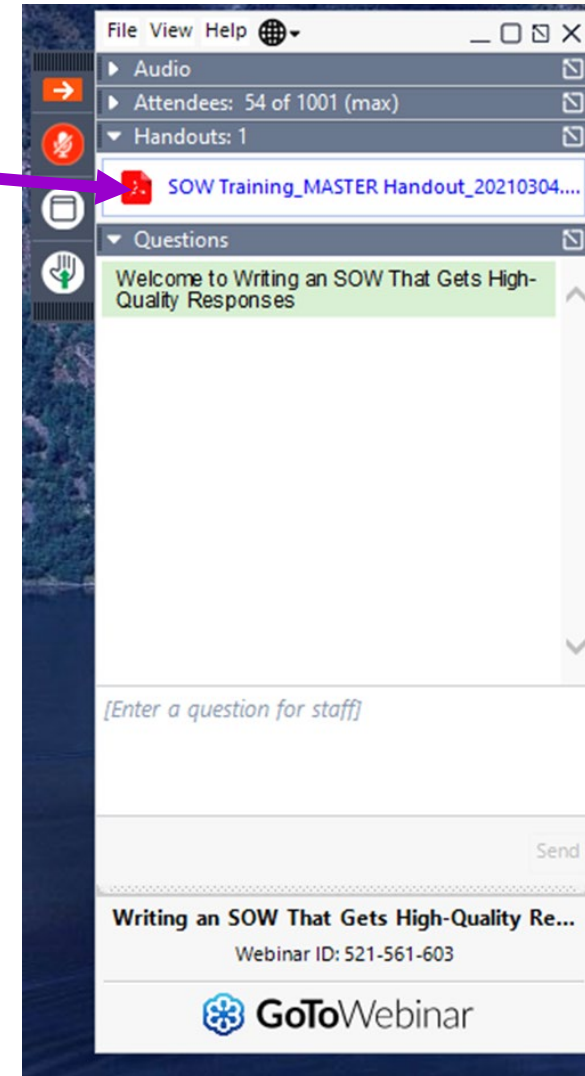 File View Help
Audio
Attendees: 54 of 1001 (max)
Handouts: 1
SOW Training_MASTER Handout_20210304....
Questions
Welcome to Writing an SOW That Gets High-
Quality Responses
[Enter a question for staff]
Send
Writing an SOW That Gets High-Quality Re...
Webinar ID: 521-561-603
GoToWebinar